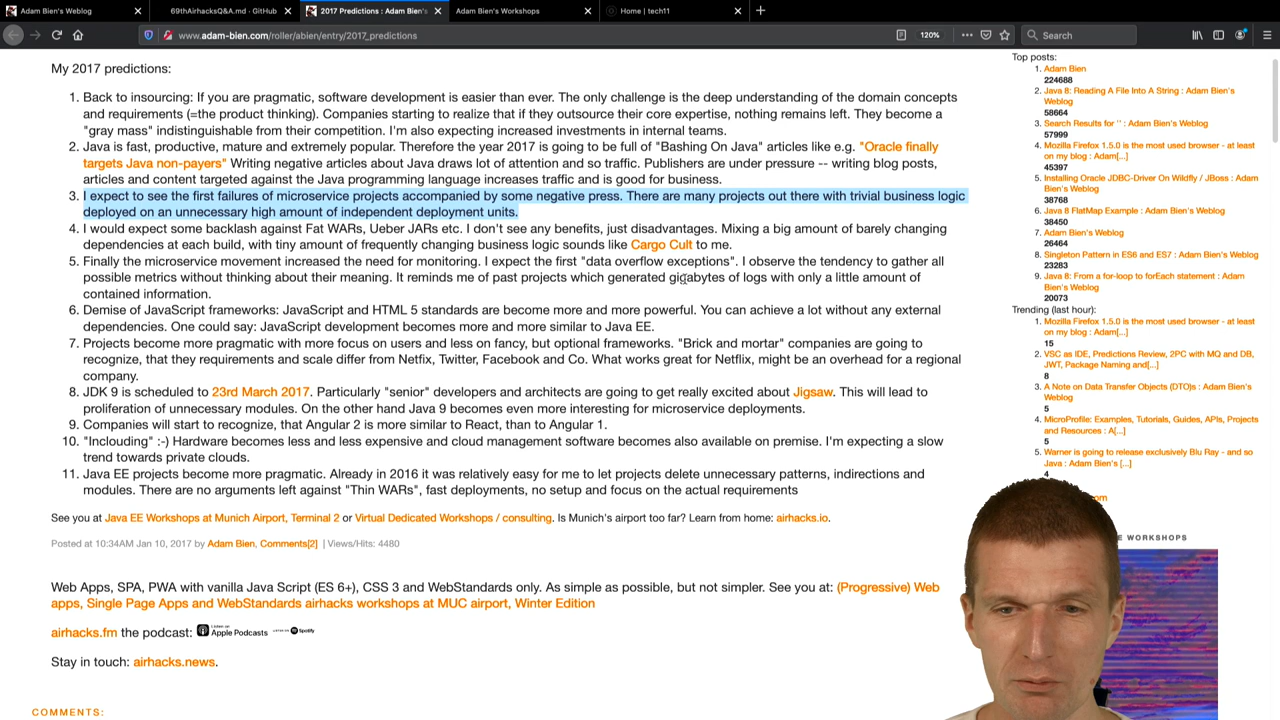 Adam Bien's Weblog
69thAirhacksQ&A.md · GitHub
2017 Predictions : Adam Bien's
Adam Bien's Workshops
Home | tech11
www.adam-bien.com/roller/abien/entry/2017_predictions
120%
Search
My 2017 predictions:
1. Back to insourcing: If you are pragmatic, software development is easier than ever. The only challenge is the deep understanding of the domain concepts
and requirements (=the product thinking). Companies starting to realize that if they outsource their core expertise, nothing remains left. They become a
"gray mass" indistinguishable from their competition. I'm also expecting increased investments in internal teams.
2. Java is fast, productive, mature and extremely popular. Therefore the year 2017 is going to be full of "Bashing On Java" articles like e.g. "Oracle finally
targets Java non-payers" Writing negative articles about Java draws lot of attention and so traffic. Publishers are under pressure -- writing blog posts,
articles and content targeted against the Java programming language increases traffic and is good for business.
3. I expect to see the first failures of microservice projects accompanied by some negative press. There are many projects out there with trivial business logic
deployed on an unnecessary high amount of independent deployment units.
4. I would expect some backlash against Fat WARs, Ueber JARs etc. I don't see any benefits, just disadvantages. Mixing a big amount of barely changing
dependencies at each build, with tiny amount of frequently changing business logic sounds like Cargo Cult to me.
5. Finally the microservice movement increased the need for monitoring. I expect the first "data overflow exceptions". I observe the tendency to gather all
possible metrics without thinking about their meaning. It reminds me of past projects which generated gigabytes of logs with only a little amount of
contained information.
6. Demise of JavaScript frameworks: JavaScript and HTML 5 standards are become more and more powerful. You can achieve a lot without any external
dependencies. One could say: JavaScript development becomes more and more similar to Java EE.
7. Projects become more pragmatic with more focus on business and less on fancy, but optional frameworks. "Brick and mortar" companies are going to
recognize, that they requirements and scale differ from Netfix, Twitter, Facebook and Co. What works great for Netflix, might be an overhead for a regional
company.
8. JDK 9 is scheduled to 23rd March 2017. Particularly "senior" developers and architects are going to get really excited about Jigsaw. This will lead to
proliferation of unnecessary modules. On the other hand Java 9 becomes even more interesting for microservice deployments.
9. Companies will start to recognize, that Angular 2 is more similar to React, than to Angular 1.
10. "Inclouding" :-) Hardware becomes less and less expensive and cloud management software becomes also available on premise. I'm expecting a slow
trend towards private clouds.
11. Java EE projects become more pragmatic. Already in 2016 it was relatively easy for me to let projects delete unnecessary patterns, indirections and
modules. There are no arguments left against "Thin WARs", fast deployments, no setup and focus on the actual requirements
See you at Java EE Workshops at Munich Airport, Terminal 2 or Virtual Dedicated Workshops / consulting. Is Munich's airport too far? Learn from home: airhacks.io.
Posted at 10:34AM Jan 10, 2017 by Adam Bien, Comments[2] | Views/Hits: 4480
Web Apps, SPA, PWA with vanilla Java Script (ES 6+), CSS 3 and WebStandards only. As simple as possible, but not simpler. See you at: (Progressive) Web
apps, Single Page Apps and WebStandards airhacks workshops at MUC airport, Winter Edition
airhacks.fm the podcast: Apple Podcasts Spotify
Stay in touch: airhacks.news.
COMMENTS:
Top posts:
1. Adam Bien
224688
2. Java 8: Reading A File Into A String : Adam Bien's
Weblog
58664
3. Search Results for '' : Adam Bien's Weblog
57999
4. Mozilla Firefox 1.5.0 is the most used browser - at least
on my blog : Adam[...]
45397
5. Installing Oracle JDBC-Driver On Wildfly / JBoss : Adam
Bien's Weblog
38768
6. Java 8 FlatMap Example : Adam Bien's Weblog
38450
7. Adam Bien's Weblog
26464
8. Singleton Pattern in ES6 and ES7 : Adam Bien's Weblog
23283
9. Java 8: From a for-loop to forEach statement : Adam
Bien's Weblog
20073
Trending (last hour):
1. Mozilla Firefox 1.5.0 is the most used browser - at least
on my blog : Adam[...]
15
2. VSC as IDE, Predictions Review, 2PC with MQ and DB,
JWT, Package Naming and[...]
8
3. A Note on Data Transfer Objects (DTO)s : Adam Bien's
Weblog
5
4. MicroProfile: Examples, Tutorials, Guides, APIs, Projects
and Resources : A[...]
5
5. Warner is going to release exclusively Blu Ray - and so
Java : Adam Bien's [...]
4
om
E WORKSHOPS